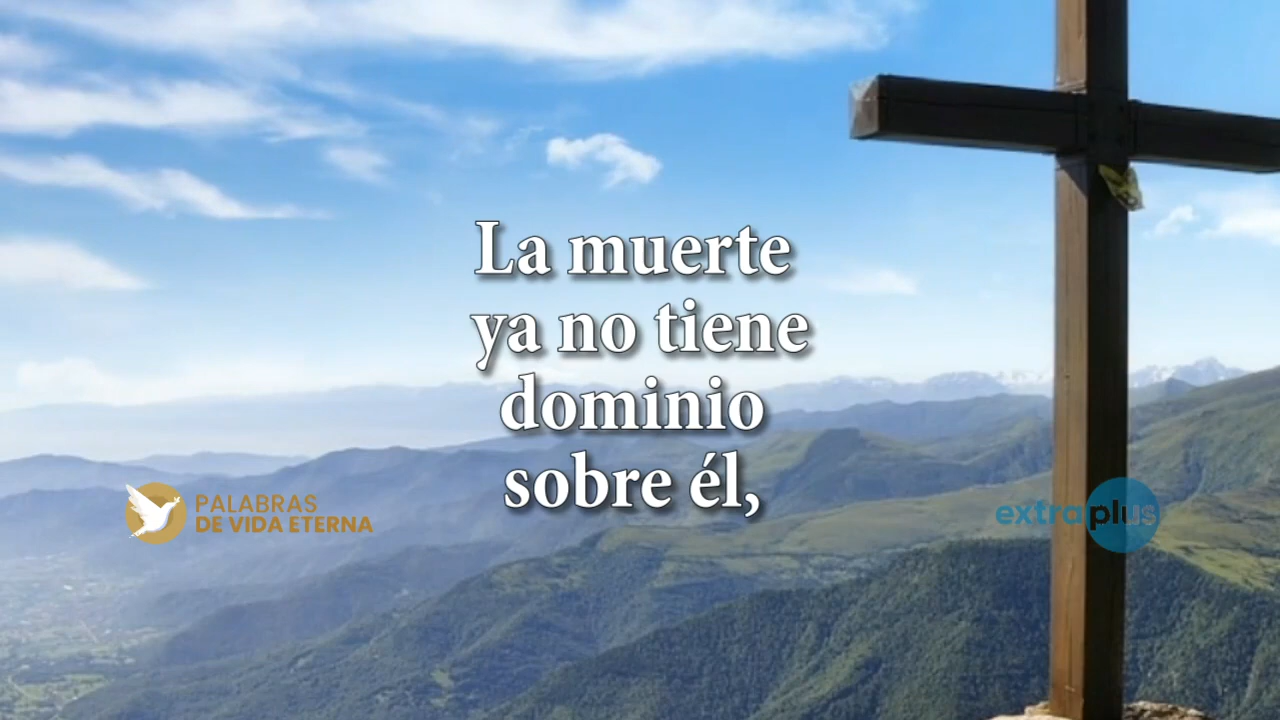 La muerte
ya no tiene
dominio
sobre él,
PALABRAS
DE VIDA ETERNA
extraplus